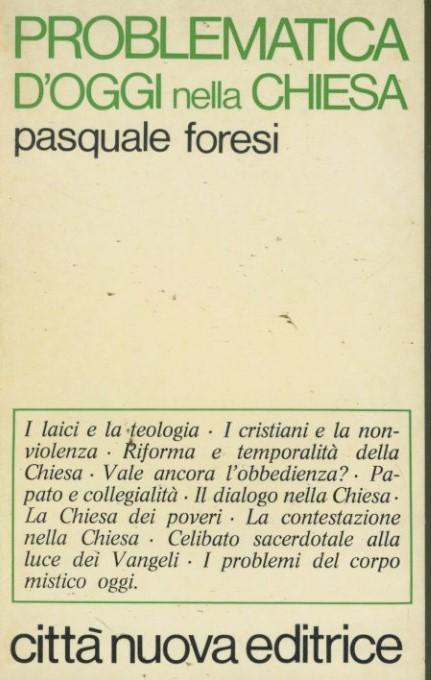 PROBLEMATICA
D'OGGI nella CHIESA
pasquale foresi
I laici e la teologia · I cristiani e la non-
violenza · Riforma e temporalità della
Chiesa · Vale ancora l'obbedienza? · Pa-
pato e collegialità · Il dialogo nella Chiesa ·
La Chiesa dei poveri · La contestazione
nella Chiesa · Celibato sacerdotale alla
luce dei Vangeli · I problemi del corpo
mistico oggi.
città nuova editrice